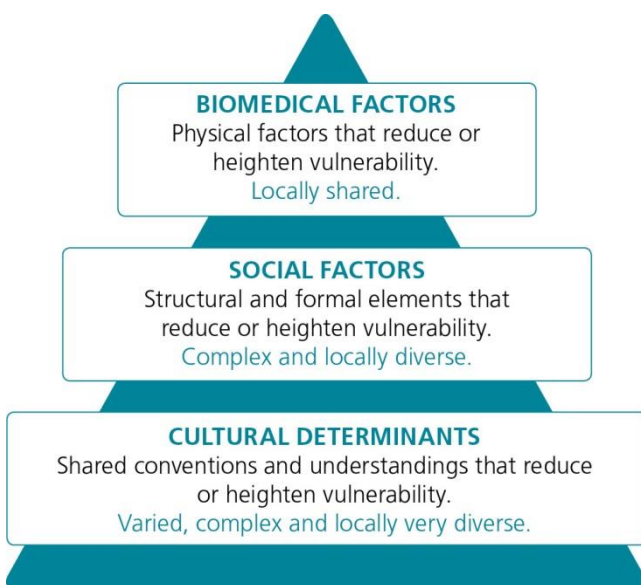 BIOMEDICAL FACTORS
Physical factors that reduce or
heighten vulnerability.
Locally shared.
SOCIAL FACTORS
Structural and formal elements that
reduce or heighten vulnerability.
Complex and locally diverse.
CULTURAL DETERMINANTS
Shared conventions and understandings that reduce
or heighten vulnerability.
Varied, complex and locally very diverse.